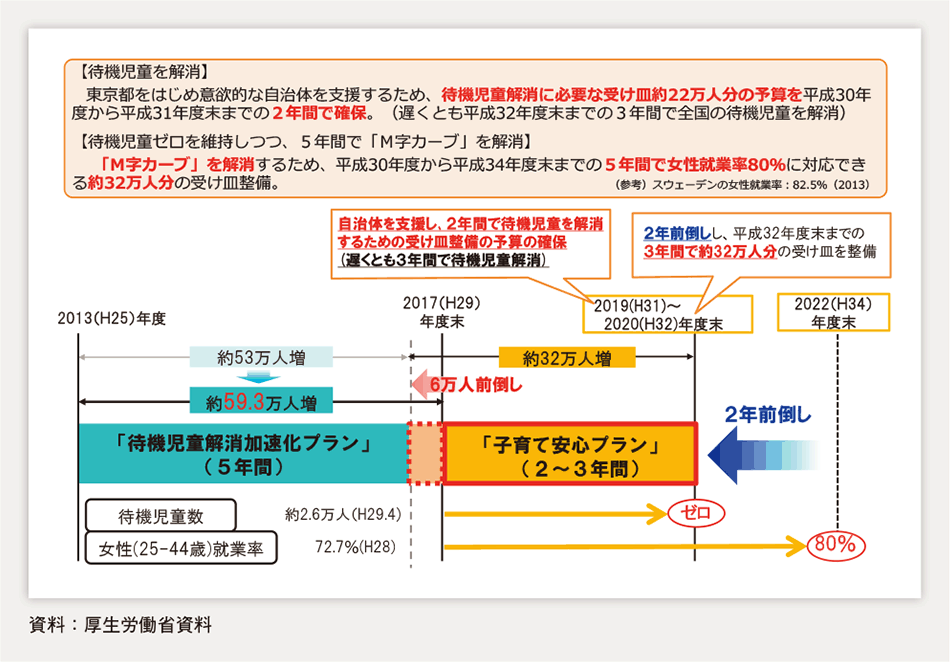 【待機児童を解消】
東京都をはじめ意欲的な自治体を支援するため、待機児童解消に必要な受け皿約22万人分の予算を平成30年
度から平成31年度末までの２年間で確保。（遅くとも平成32年度末までの３年間で全国の待機児童を解消）
【待機児童ゼロを維持しつつ、５年間で「M字カーブ」を解消】
「M字カーブ」を解消するため、平成30年度から平成34年度末までの５年間で女性就業率80%に対応でき
る約32万人分の受け皿整備。
（参考）スウェーデンの女性就業率：82.5%（2013）
自治体を支援し、2年間で待機児童を解消
するための受け皿整備の予算の確保
(遅くとも3年間で待機児童解消)
2年前倒しし、平成32年度末までの
3年間で約32万人分の受け皿を整備
2013(H25)年度
2017(H29)
年度末
2019(H31)～
2020(H32)年度末
2022(H34)
年度末
約53万人増
約32万人増
6万人前倒し
約59.3万人増
2年前倒し
「待機児童解消加速化プラン」
（５年間）
「子育て安心プラン」
（２～３年間）
待機児童数
約2.6万人(H29.4)
ゼロ
女性(25-44歳)就業率
72.7%(H28)
80%
資料：厚生労働省資料